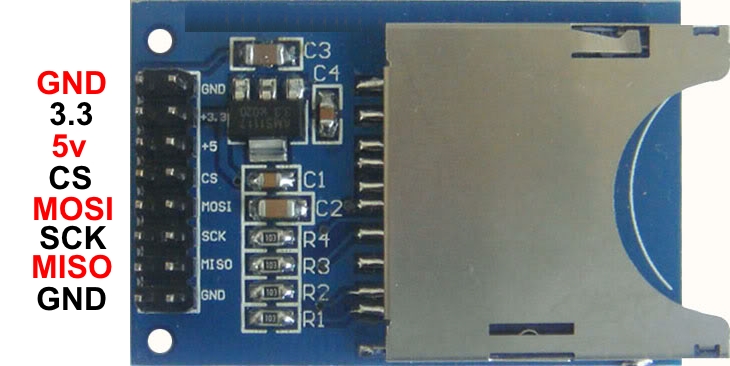 GND
3.3
5v
CS
MOSI
SCK
MISO
GND
GND
+3.3
+5
CS
MOSI
SCK
MISO
GND
C3
C4
AMS1117
C1
C2
R4
R3
R2
R1
103
103
103
103